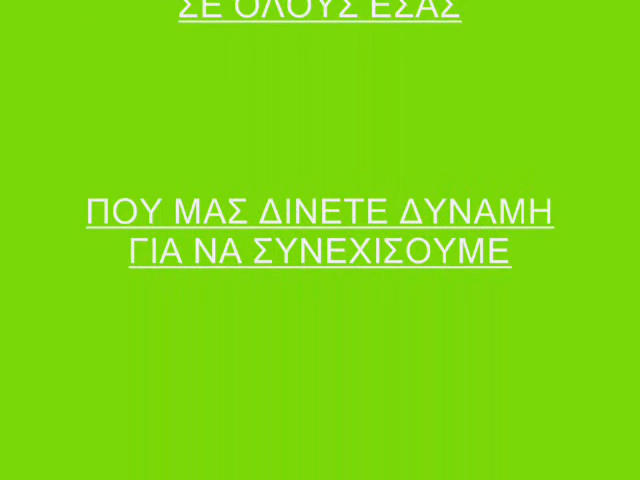 ΣΕ ΟΛΟΥΣ ΕΣΑΣ
ΠΟΥ ΜΑΣ ΔΙΝΕΤΕ ΔΥΝΑΜΗ
ΓΙΑ ΝΑ ΣΥΝΕΧΙΣΟΥΜΕ